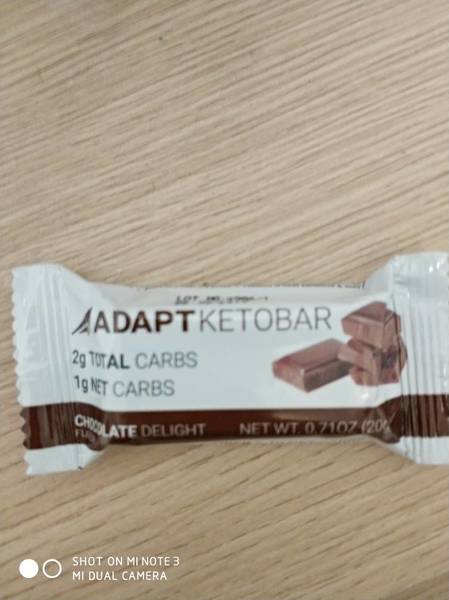 ADAPT KETOBAR
2g TOTAL CARBS
1g NET CARBS
CHOCOLATE DELIGHT
NET WT. 0.71OZ (20g
SHOT ON MI NOTE 3
MI DUAL CAMERA